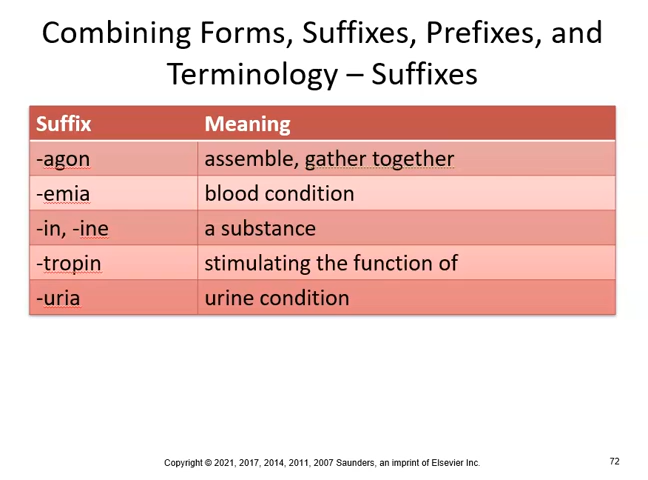 Combining Forms, Suffixes, Prefixes, and
Terminology – Suffixes
Suffix Meaning
-agon assemble, gather together
-emia blood condition
-in, -ine a substance
-tropin stimulating the function of
-uria urine condition
Copyright © 2021, 2017, 2014, 2011, 2007 Saunders, an imprint of Elsevier Inc. 72